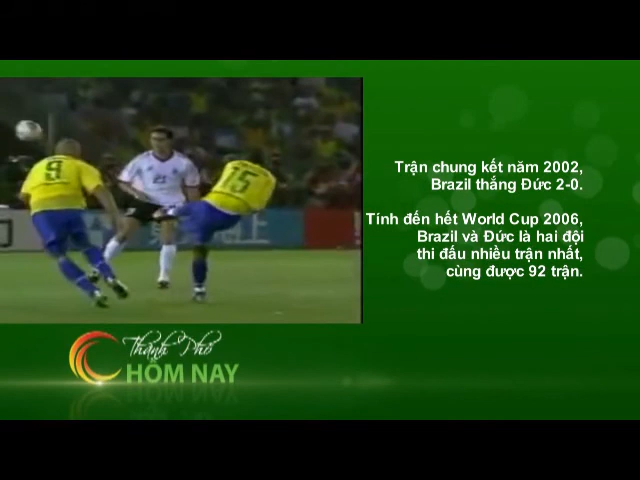 Trận chung kết năm 2002,
Brazil thắng Đức 2-0.
Tính đến hết World Cup 2006,
Brazil và Đức là hai đội
thi đấu nhiều trận nhất,
cùng được 92 trận.
9
21
15
Thành Phố
HÔM NAY